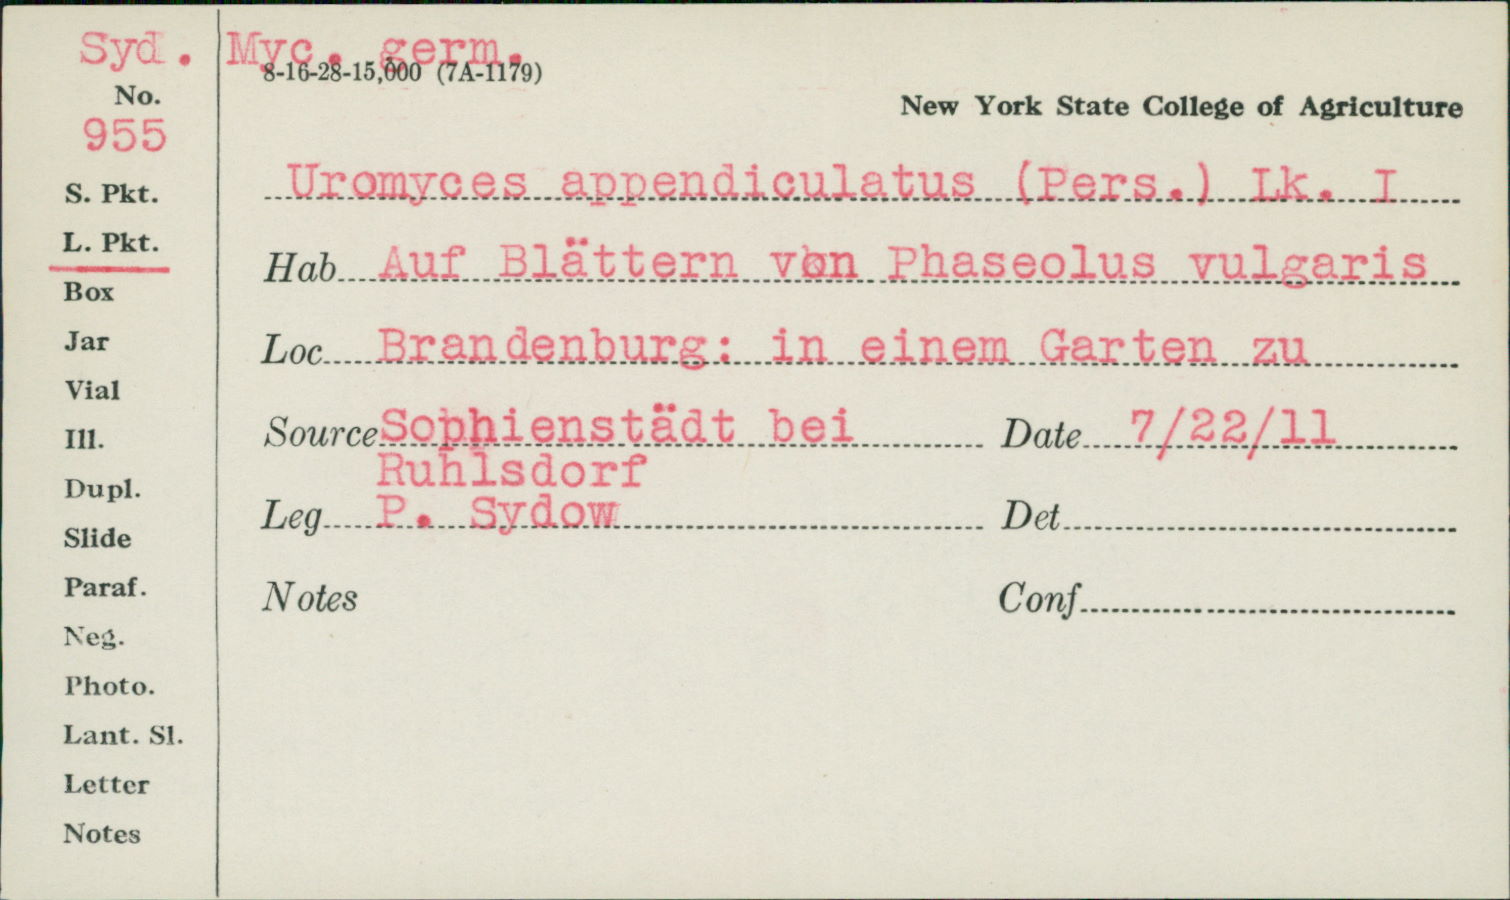 Syd. Myc. germ.
8-16-28-15,000 (7A-1179)
No.
955
New York State College of Agriculture
Uromyces appendiculatus (Pers.) Lk. I
Hab Auf Blättern von Phaseolus vulgaris
Loc Brandenburg: in einem Garten zu
Source Sophienstädt bei
Date 7/22/11
Ruhlsdorf
Leg P. Sydow
Det
Notes
Conf
S. Pkt.
L. Pkt.
Box
Jar
Vial
Ill.
Dupl.
Slide
Paraf.
Neg.
Photo.
Lant. Sl.
Letter
Notes